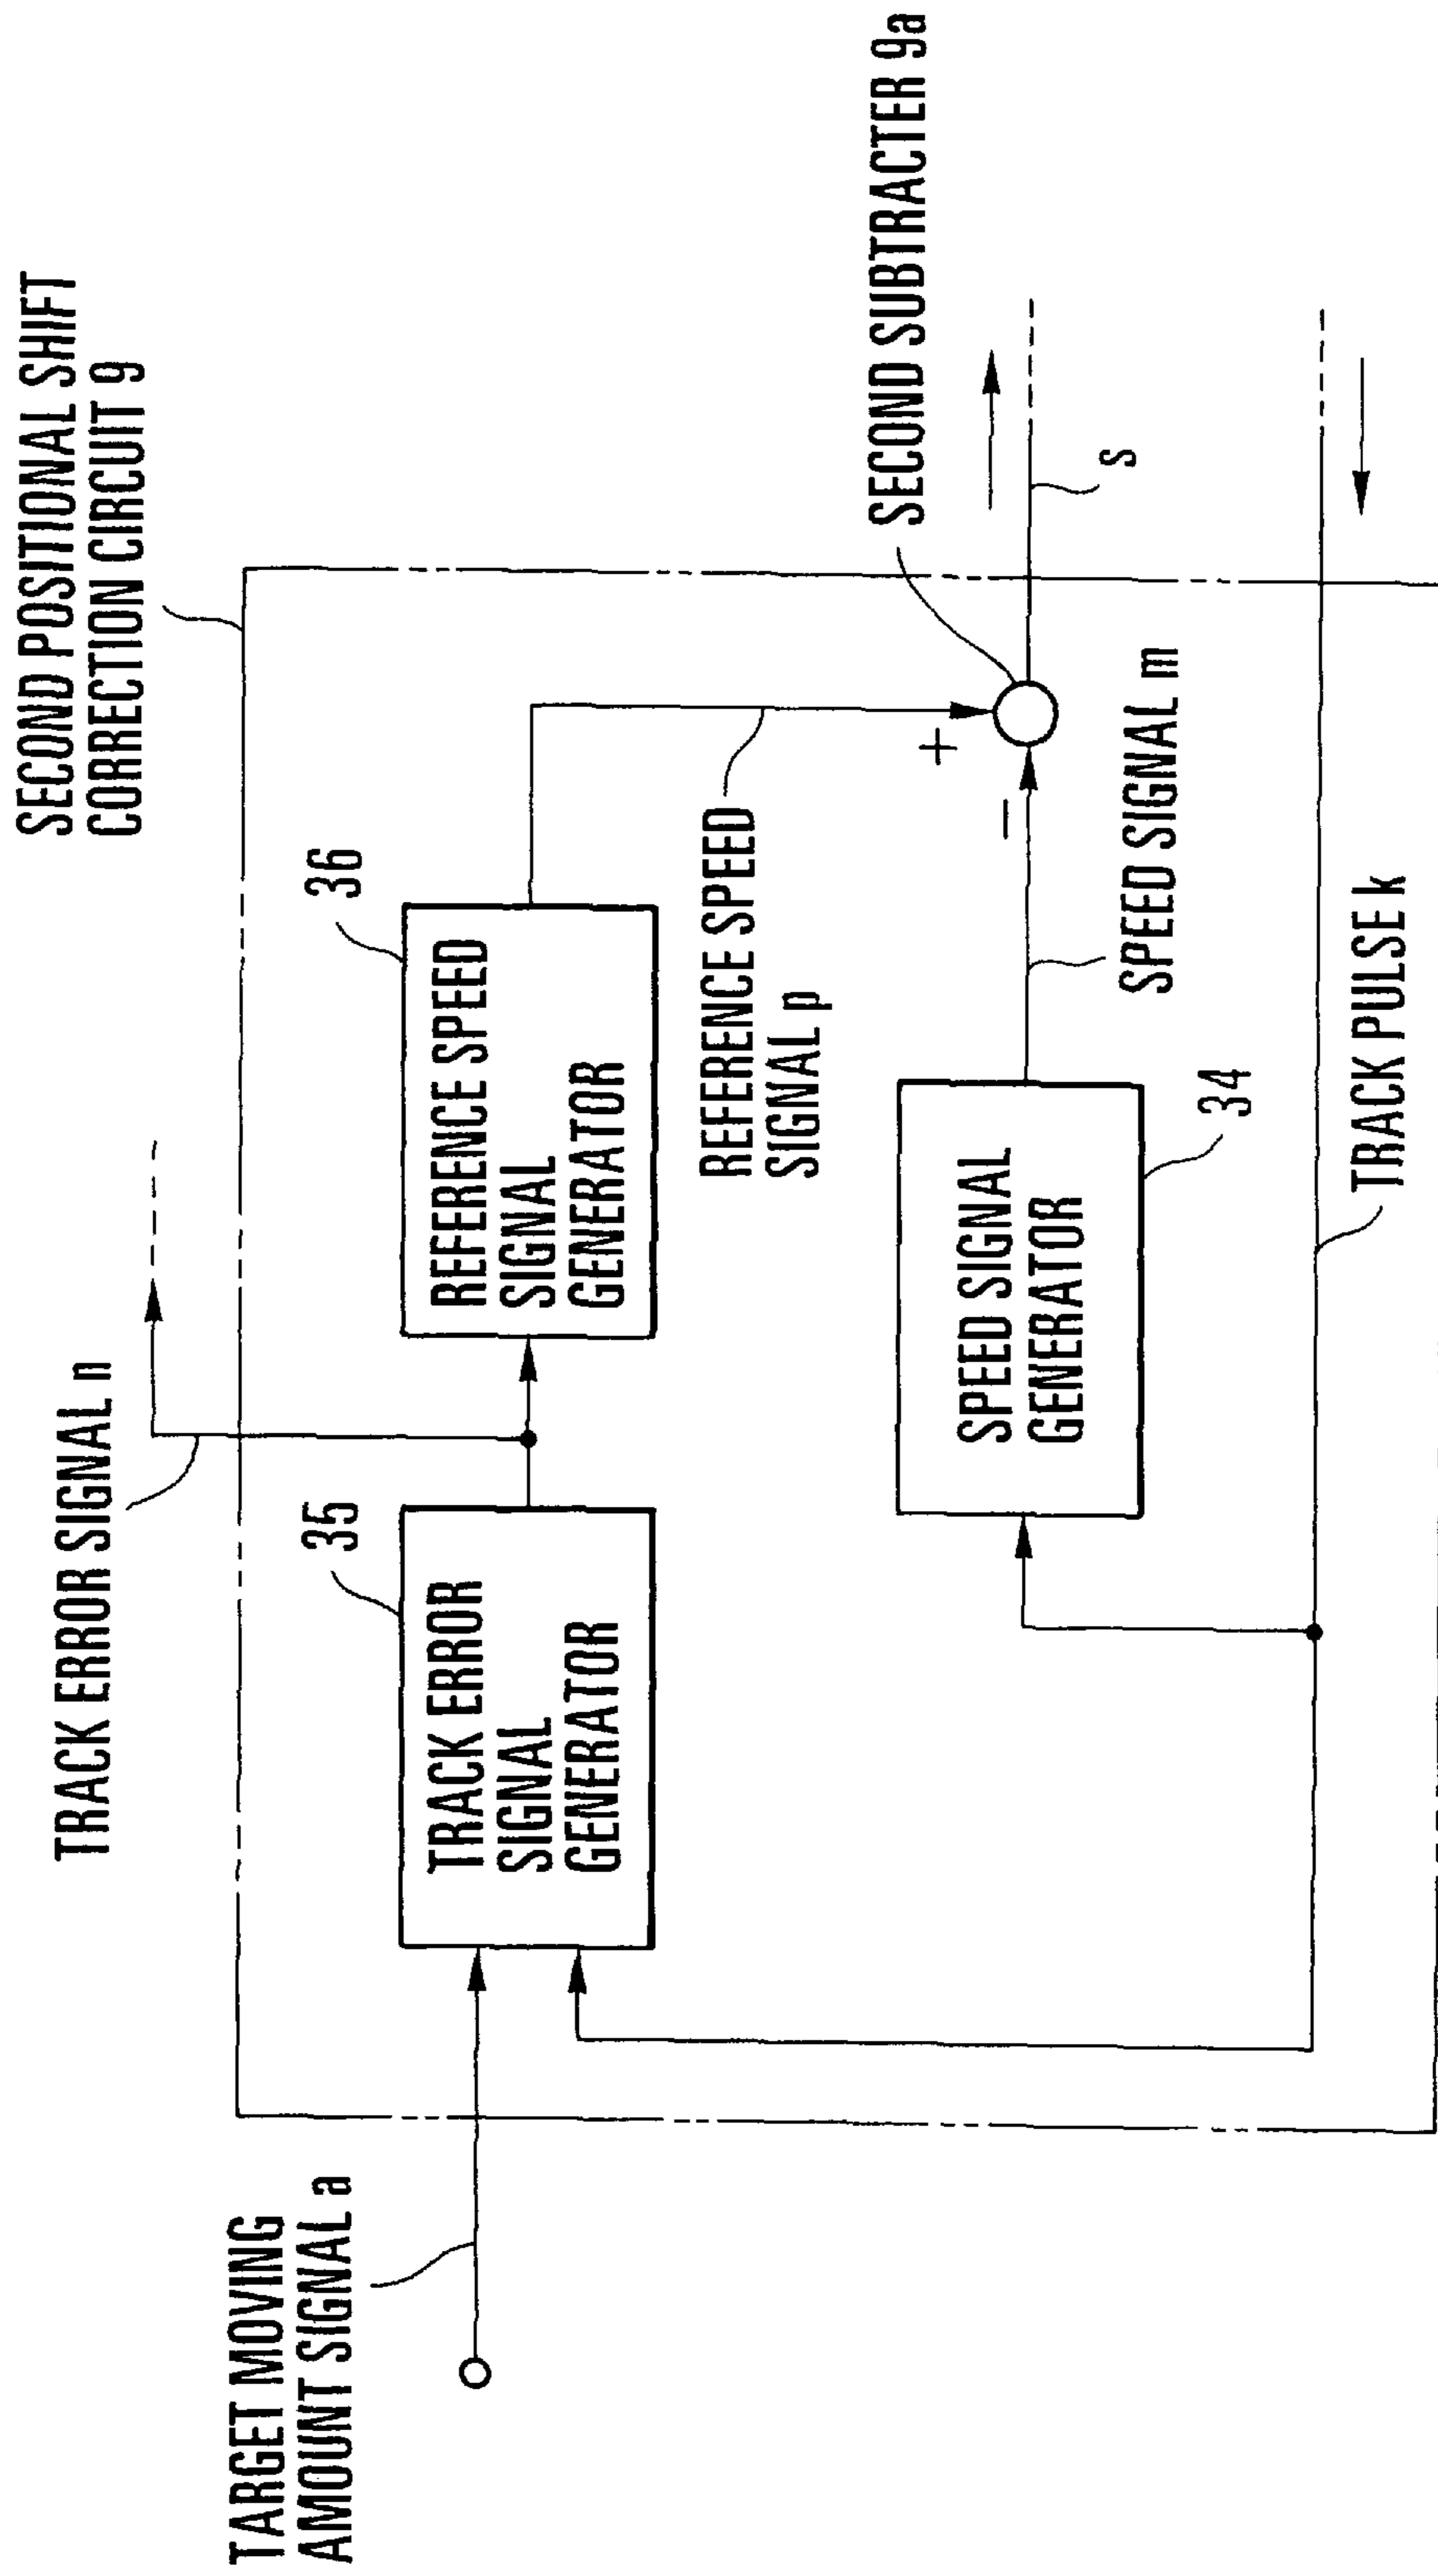 SECOND POSITIONAL SHIFT
CORRECTION CIRCUIT 9
TRACK ERROR SIGNAL n
TARGET MOVING
AMOUNT SIGNAL a
35
TRACK ERROR
SIGNAL
GENERATOR
36
REFERENCE SPEED
SIGNAL
GENERATOR
REFERENCE SPEED
SIGNAL p
+
−
SECOND SUBTRACTER 9a
s
SPEED SIGNAL
GENERATOR
34
SPEED SIGNAL m
TRACK PULSE k